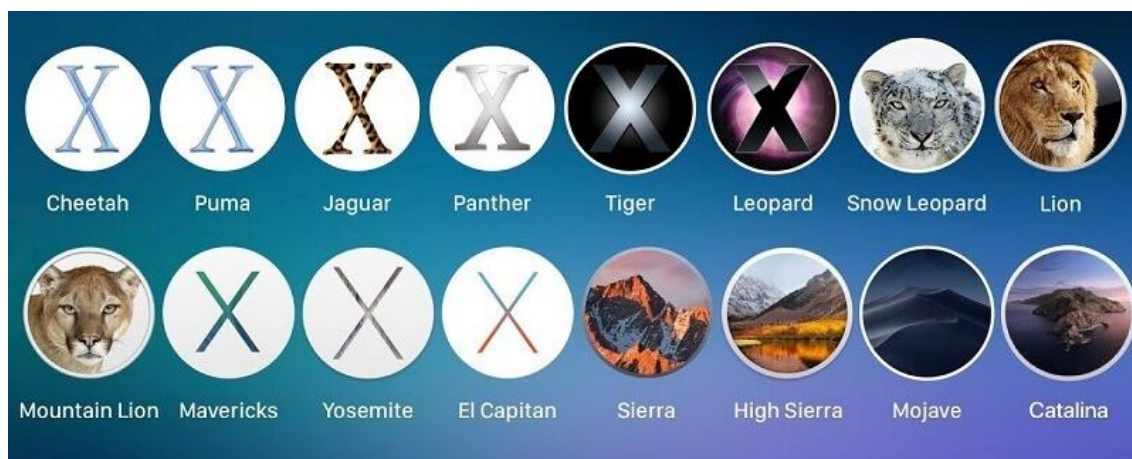 X X X X X X
Cheetah Puma Jaguar Panther Tiger Leopard Snow Leopard Lion
X X X
Mountain Lion Mavericks Yosemite El Capitan Sierra High Sierra Mojave Catalina